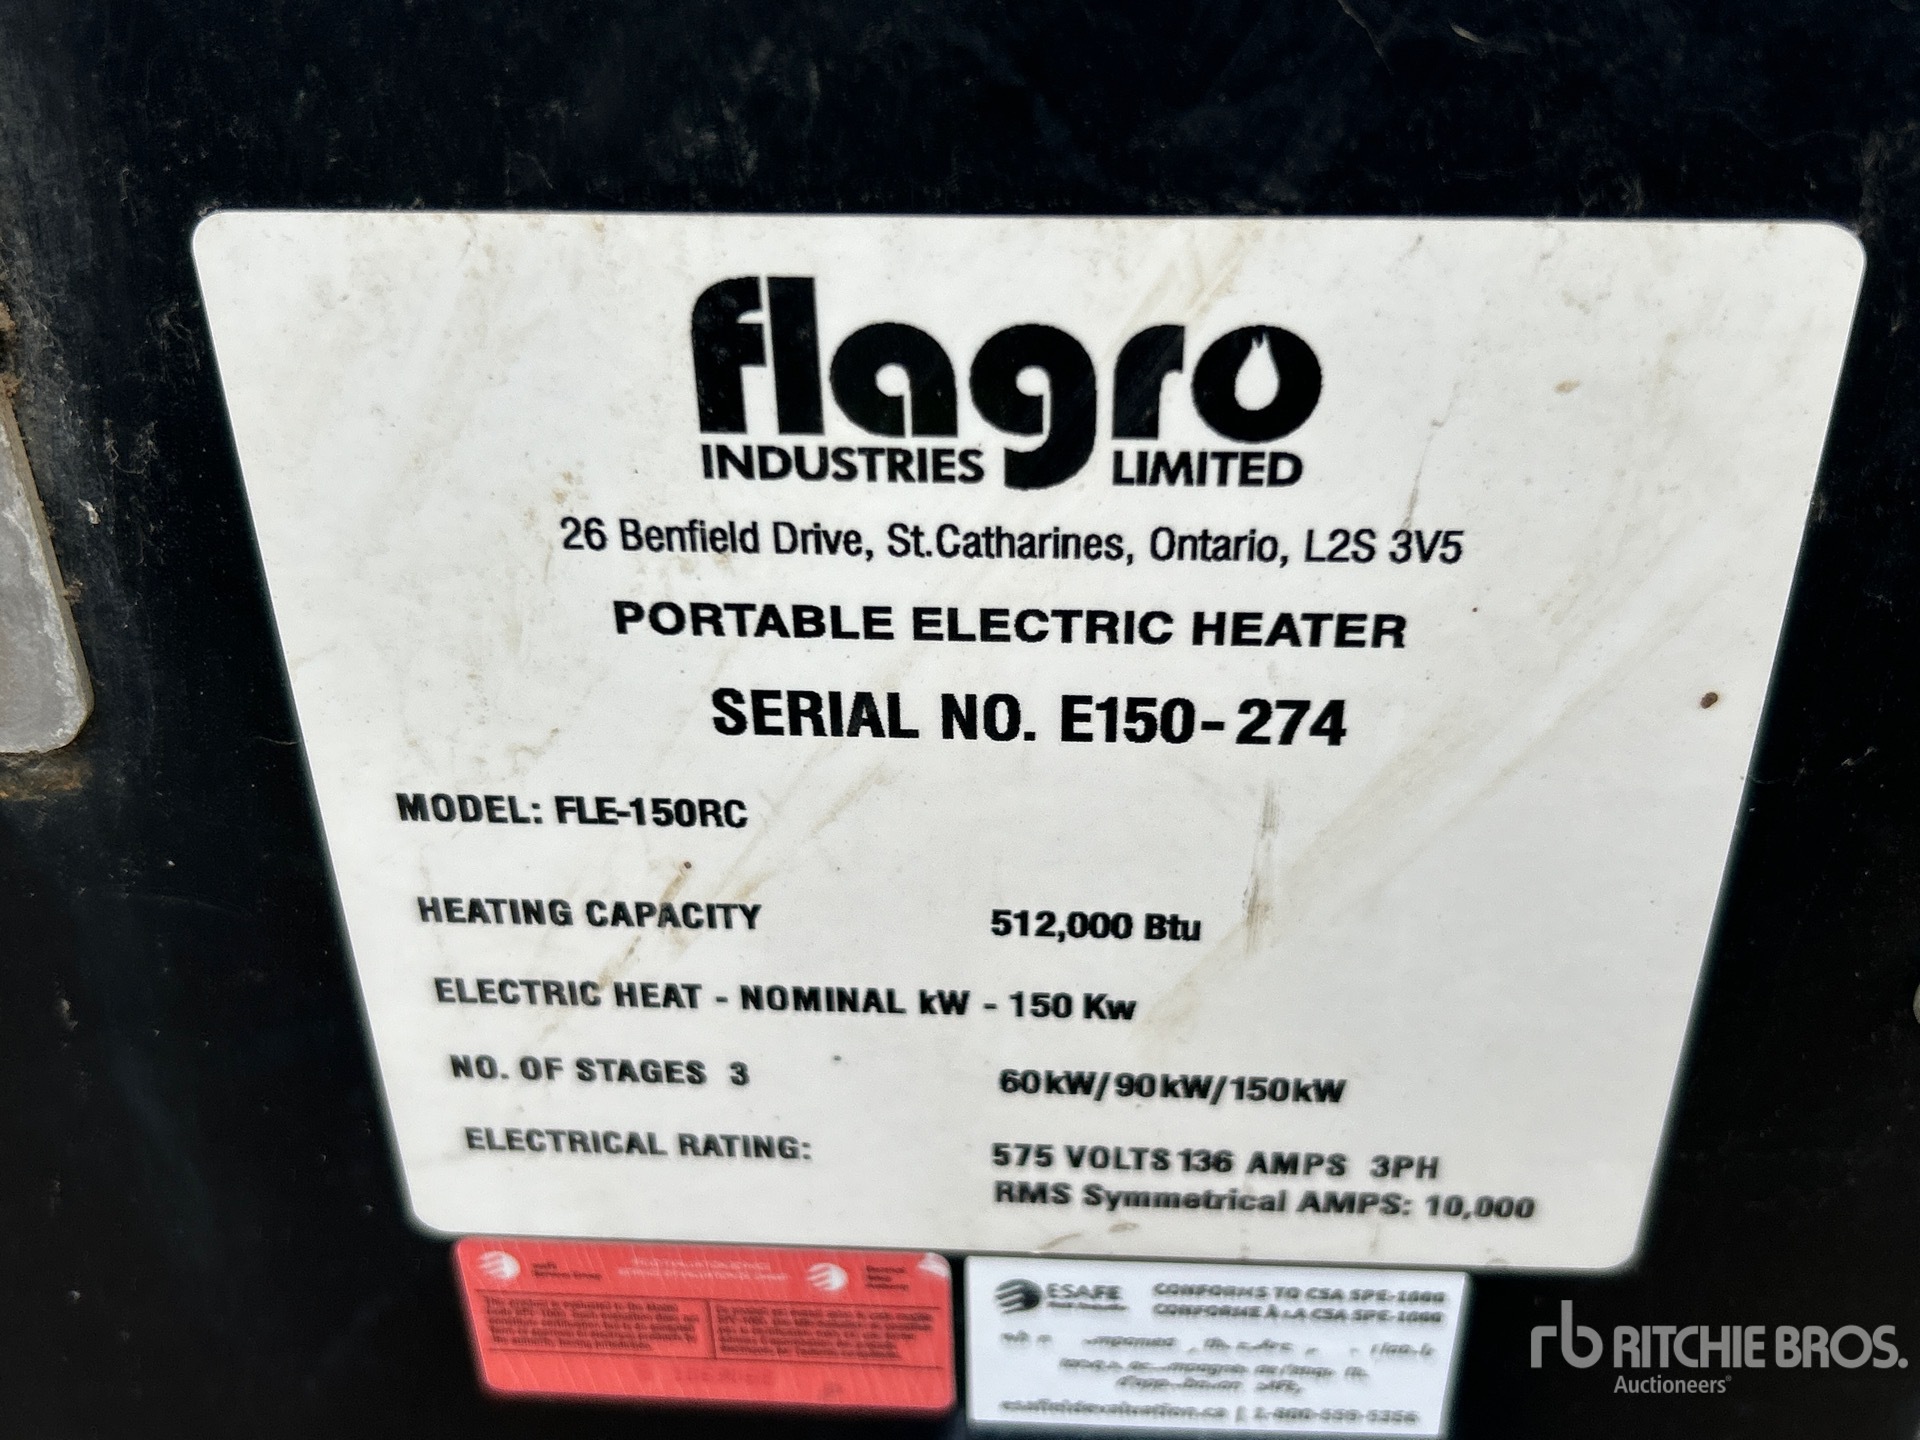 flagro
INDUSTRIES LIMITED
26 Benfield Drive, St.Catharines, Ontario, L2S 3V5
PORTABLE ELECTRIC HEATER
SERIAL NO. E150-274
MODEL: FLE-150RC
HEATING CAPACITY 512,000 Btu
ELECTRIC HEAT - NOMINAL kW - 150 Kw
NO. OF STAGES 3 60kW/90kW/150kW
ELECTRICAL RATING: 575 VOLTS 136 AMPS 3PH
RMS Symmetrical AMPS: 10,000
ESAFE
CONFORMS TO CSA SPE-1000
CONFORME À LA CSA SPE-1000
rb RITCHIE BROS.
Auctioneers